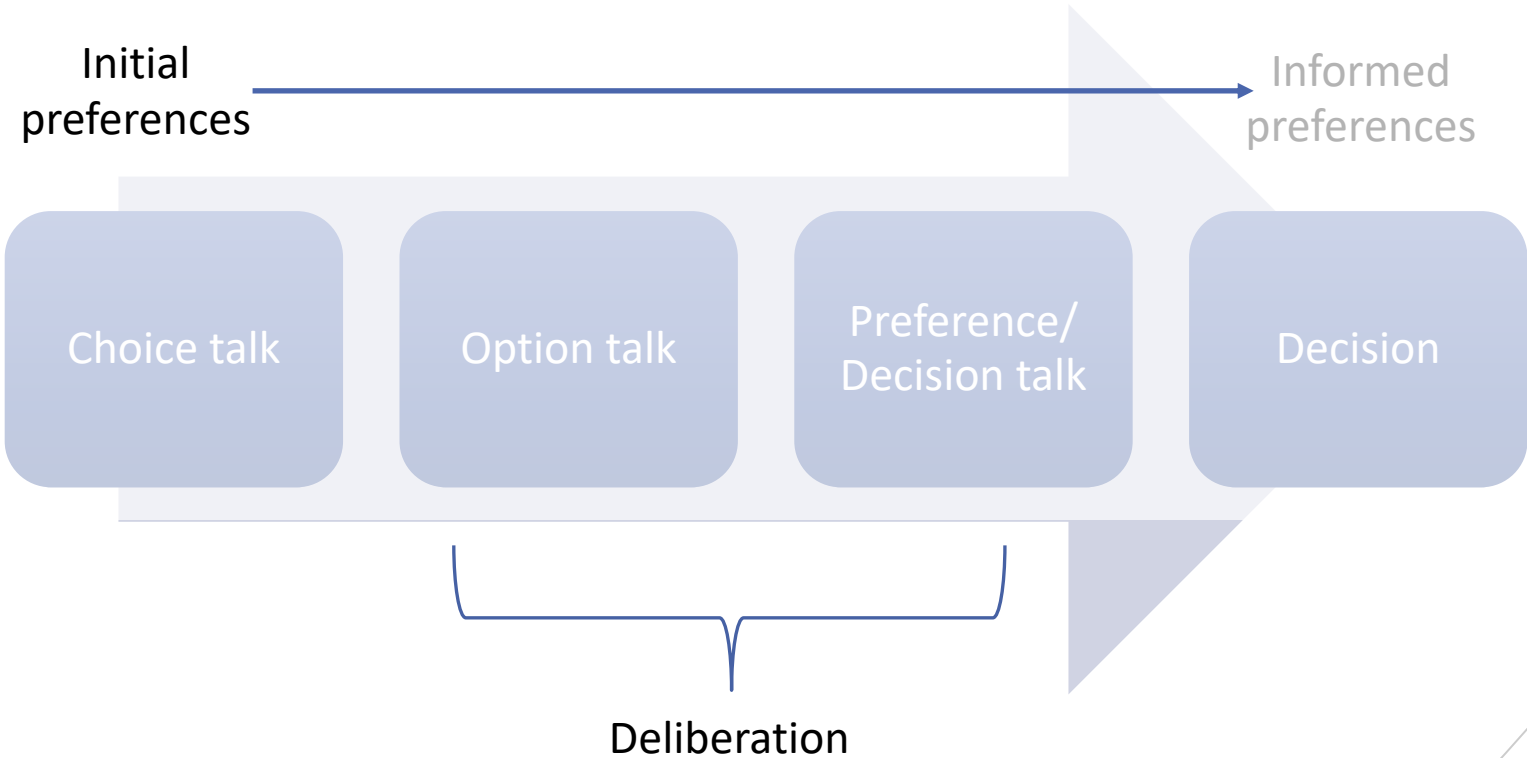 Initial
preferences
Informed
preferences
Choice talk
Option talk
Preference/
Decision talk
Decision
Deliberation